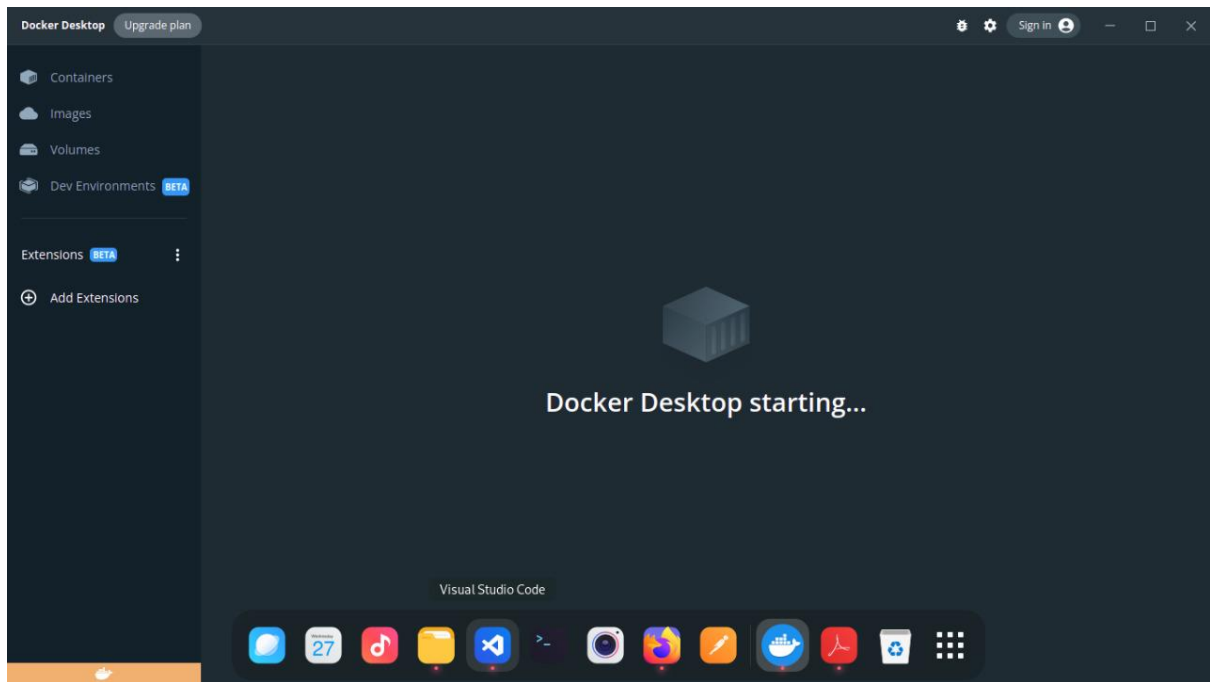 Docker Desktop Upgrade plan Sign in
Containers
Images
Volumes
Dev Environments BETA
Extensions BETA
Add Extensions
Docker Desktop starting...
Visual Studio Code
Wednesday
27